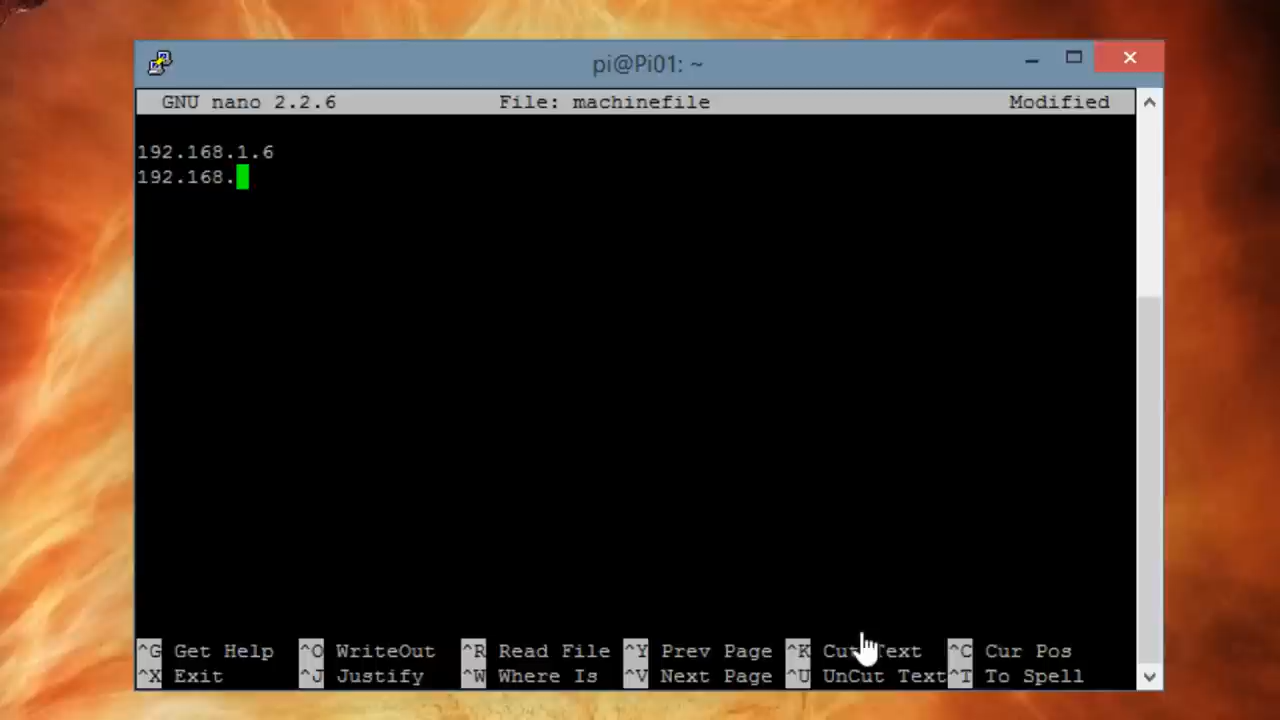 pi@Pi01: ~
GNU nano 2.2.6 File: machinefile Modified
192.168.1.6
192.168.
^G Get Help ^O WriteOut ^R Read File ^Y Prev Page ^K Cut Text ^C Cur Pos
^X Exit ^J Justify ^W Where Is ^V Next Page ^U UnCut Text ^T To Spell